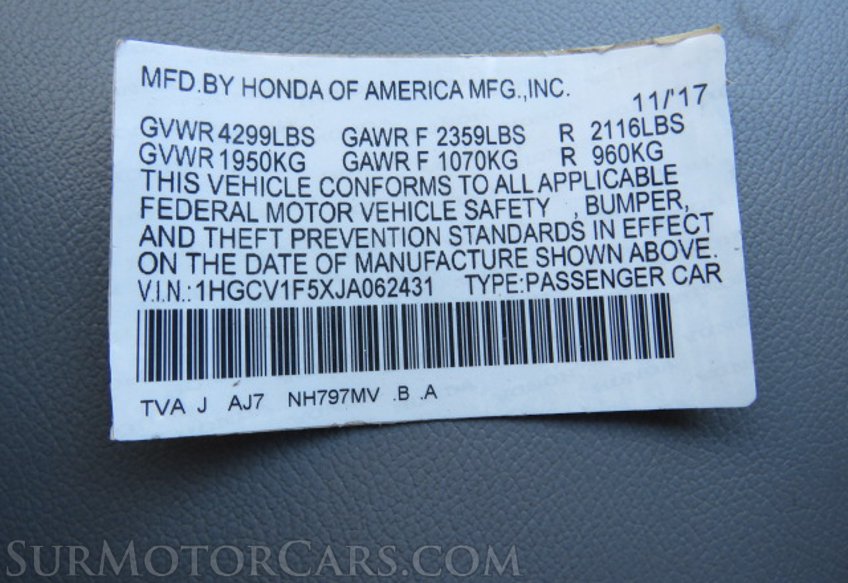 MFD.BY HONDA OF AMERICA MFG.,INC. 11/'17
GVWR 4299LBS GAWR F 2359LBS R 2116LBS
GVWR 1950KG GAWR F 1070KG R 960KG
THIS VEHICLE CONFORMS TO ALL APPLICABLE
FEDERAL MOTOR VEHICLE SAFETY , BUMPER,
AND THEFT PREVENTION STANDARDS IN EFFECT
ON THE DATE OF MANUFACTURE SHOWN ABOVE.
V.I.N.: 1HGCV1F5XJA062431 TYPE:PASSENGER CAR
TVA J AJ7 NH797MV .B .A
SURMOTORCARS.COM